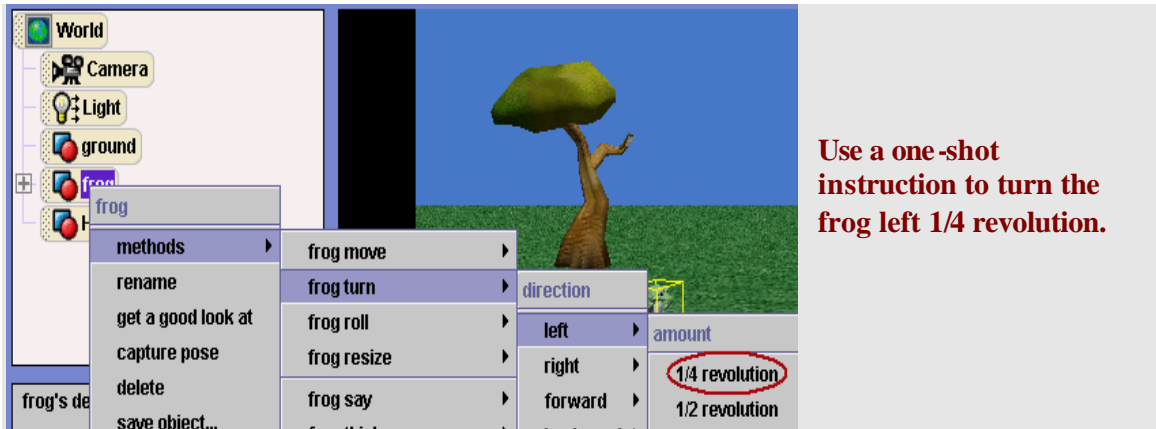 World
Camera
Light
ground
frog
H
frog
methods
rename
get a good look at
capture pose
delete
save object...
frog's de
frog move
frog turn
frog roll
frog resize
frog say
direction
left
right
forward
amount
1/4 revolution
1/2 revolution
Use a one-shot
instruction to turn the
frog left 1/4 revolution.